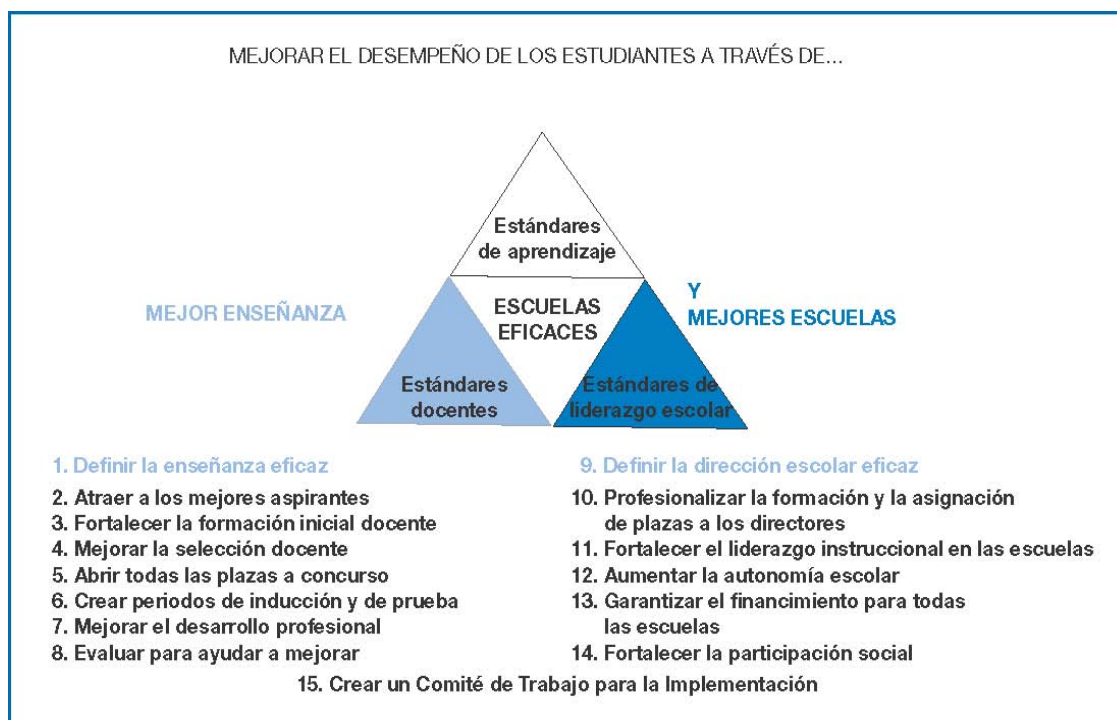 MEJORAR EL DESEMPEÑO DE LOS ESTUDIANTES A TRAVÉS DE...
Estándares
de aprendizaje
MEJOR ENSEÑANZA
ESCUELAS
EFICACES
Y
MEJORES ESCUELAS
Estándares
docentes
Estándares de
liderazgo escolar
1. Definir la enseñanza eficaz
2. Atraer a los mejores aspirantes
3. Fortalecer la formación inicial docente
4. Mejorar la selección docente
5. Abrir todas las plazas a concurso
6. Crear periodos de inducción y de prueba
7. Mejorar el desarrollo profesional
8. Evaluar para ayudar a mejorar
9. Definir la dirección escolar eficaz
10. Profesionalizar la formación y la asignación
de plazas a los directores
11. Fortalecer el liderazgo instruccional en las escuelas
12. Aumentar la autonomía escolar
13. Garantizar el financimiento para todas
las escuelas
14. Fortalecer la participación social
15. Crear un Comité de Trabajo para la Implementación